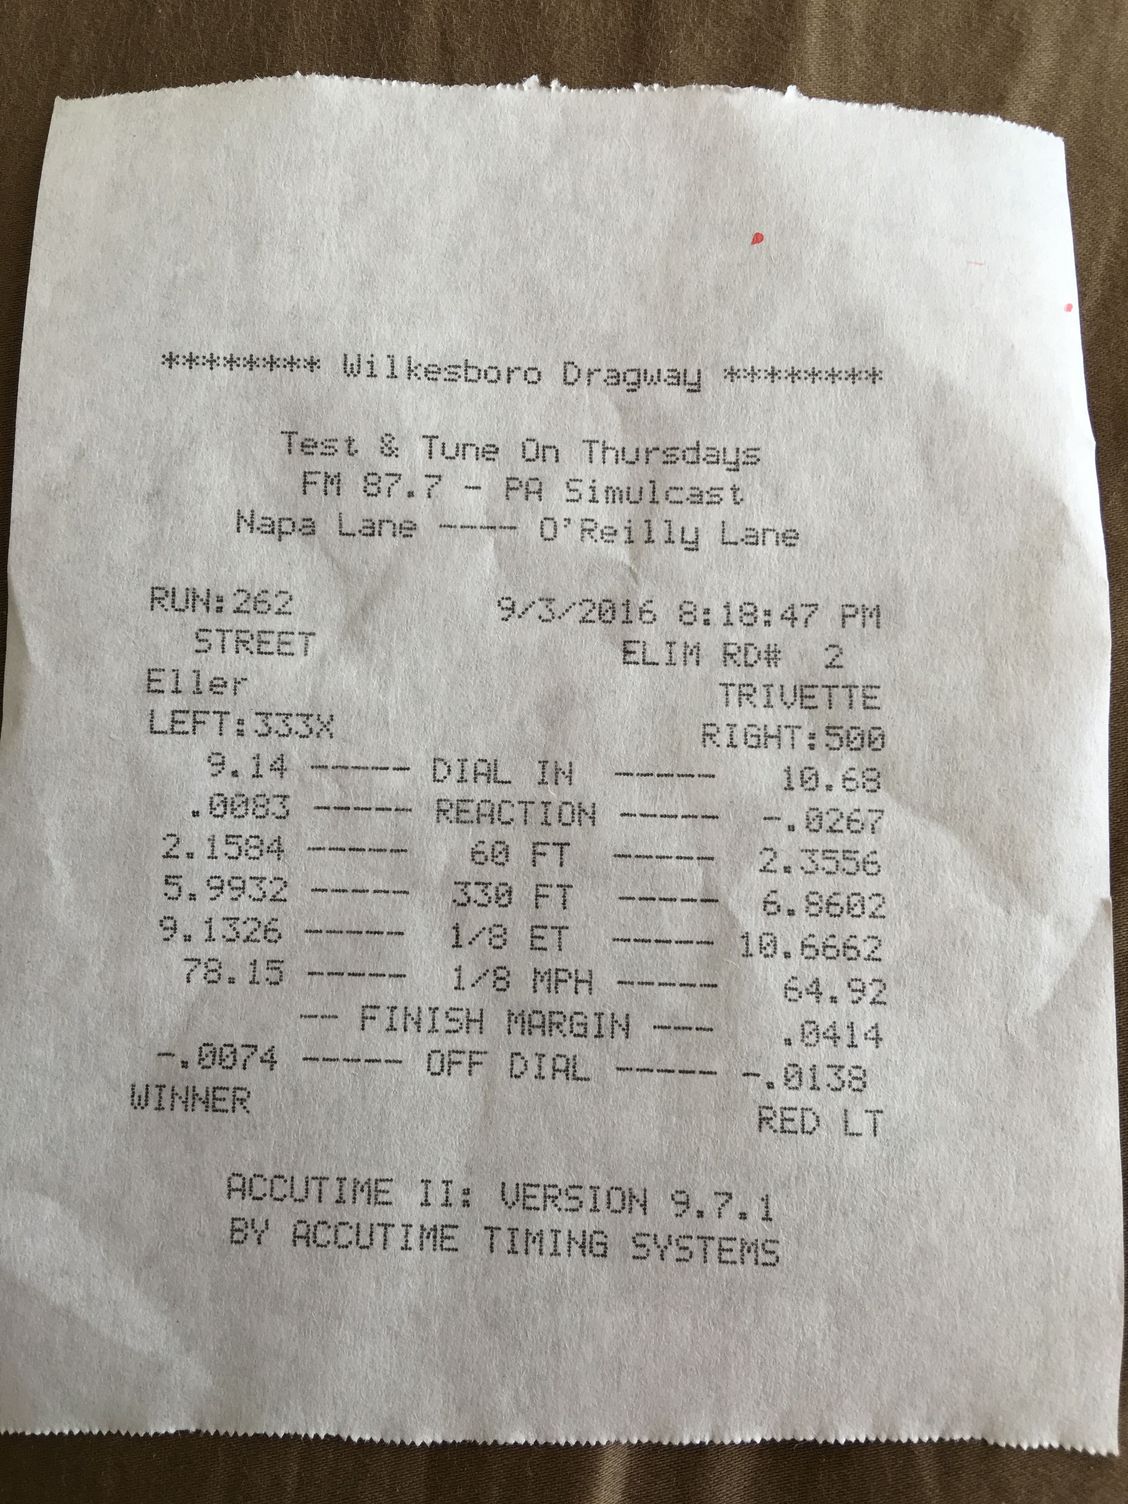 ******** Wilkesboro Dragway ********
Test & Tune On Thursdays
FM 87.7 - PA Simulcast
Napa Lane ---- O'Reilly Lane
RUN:262 9/3/2016 8:18:47 PM
STREET ELIM RD# 2
Eller TRIVETTE
LEFT:333X RIGHT:500
9.14 ----- DIAL IN ----- 10.68
.0083 ----- REACTION ----- -.0267
2.1584 ----- 60 FT ----- 2.3556
5.9932 ----- 330 FT ----- 6.8602
9.1326 ----- 1/8 ET ----- 10.6662
78.15 ----- 1/8 MPH ----- 64.92
-- FINISH MARGIN --- .0414
-.0074 ----- OFF DIAL ----- -.0138
WINNER RED LT
ACCUTIME II: VERSION 9.7.1
BY ACCUTIME TIMING SYSTEMS